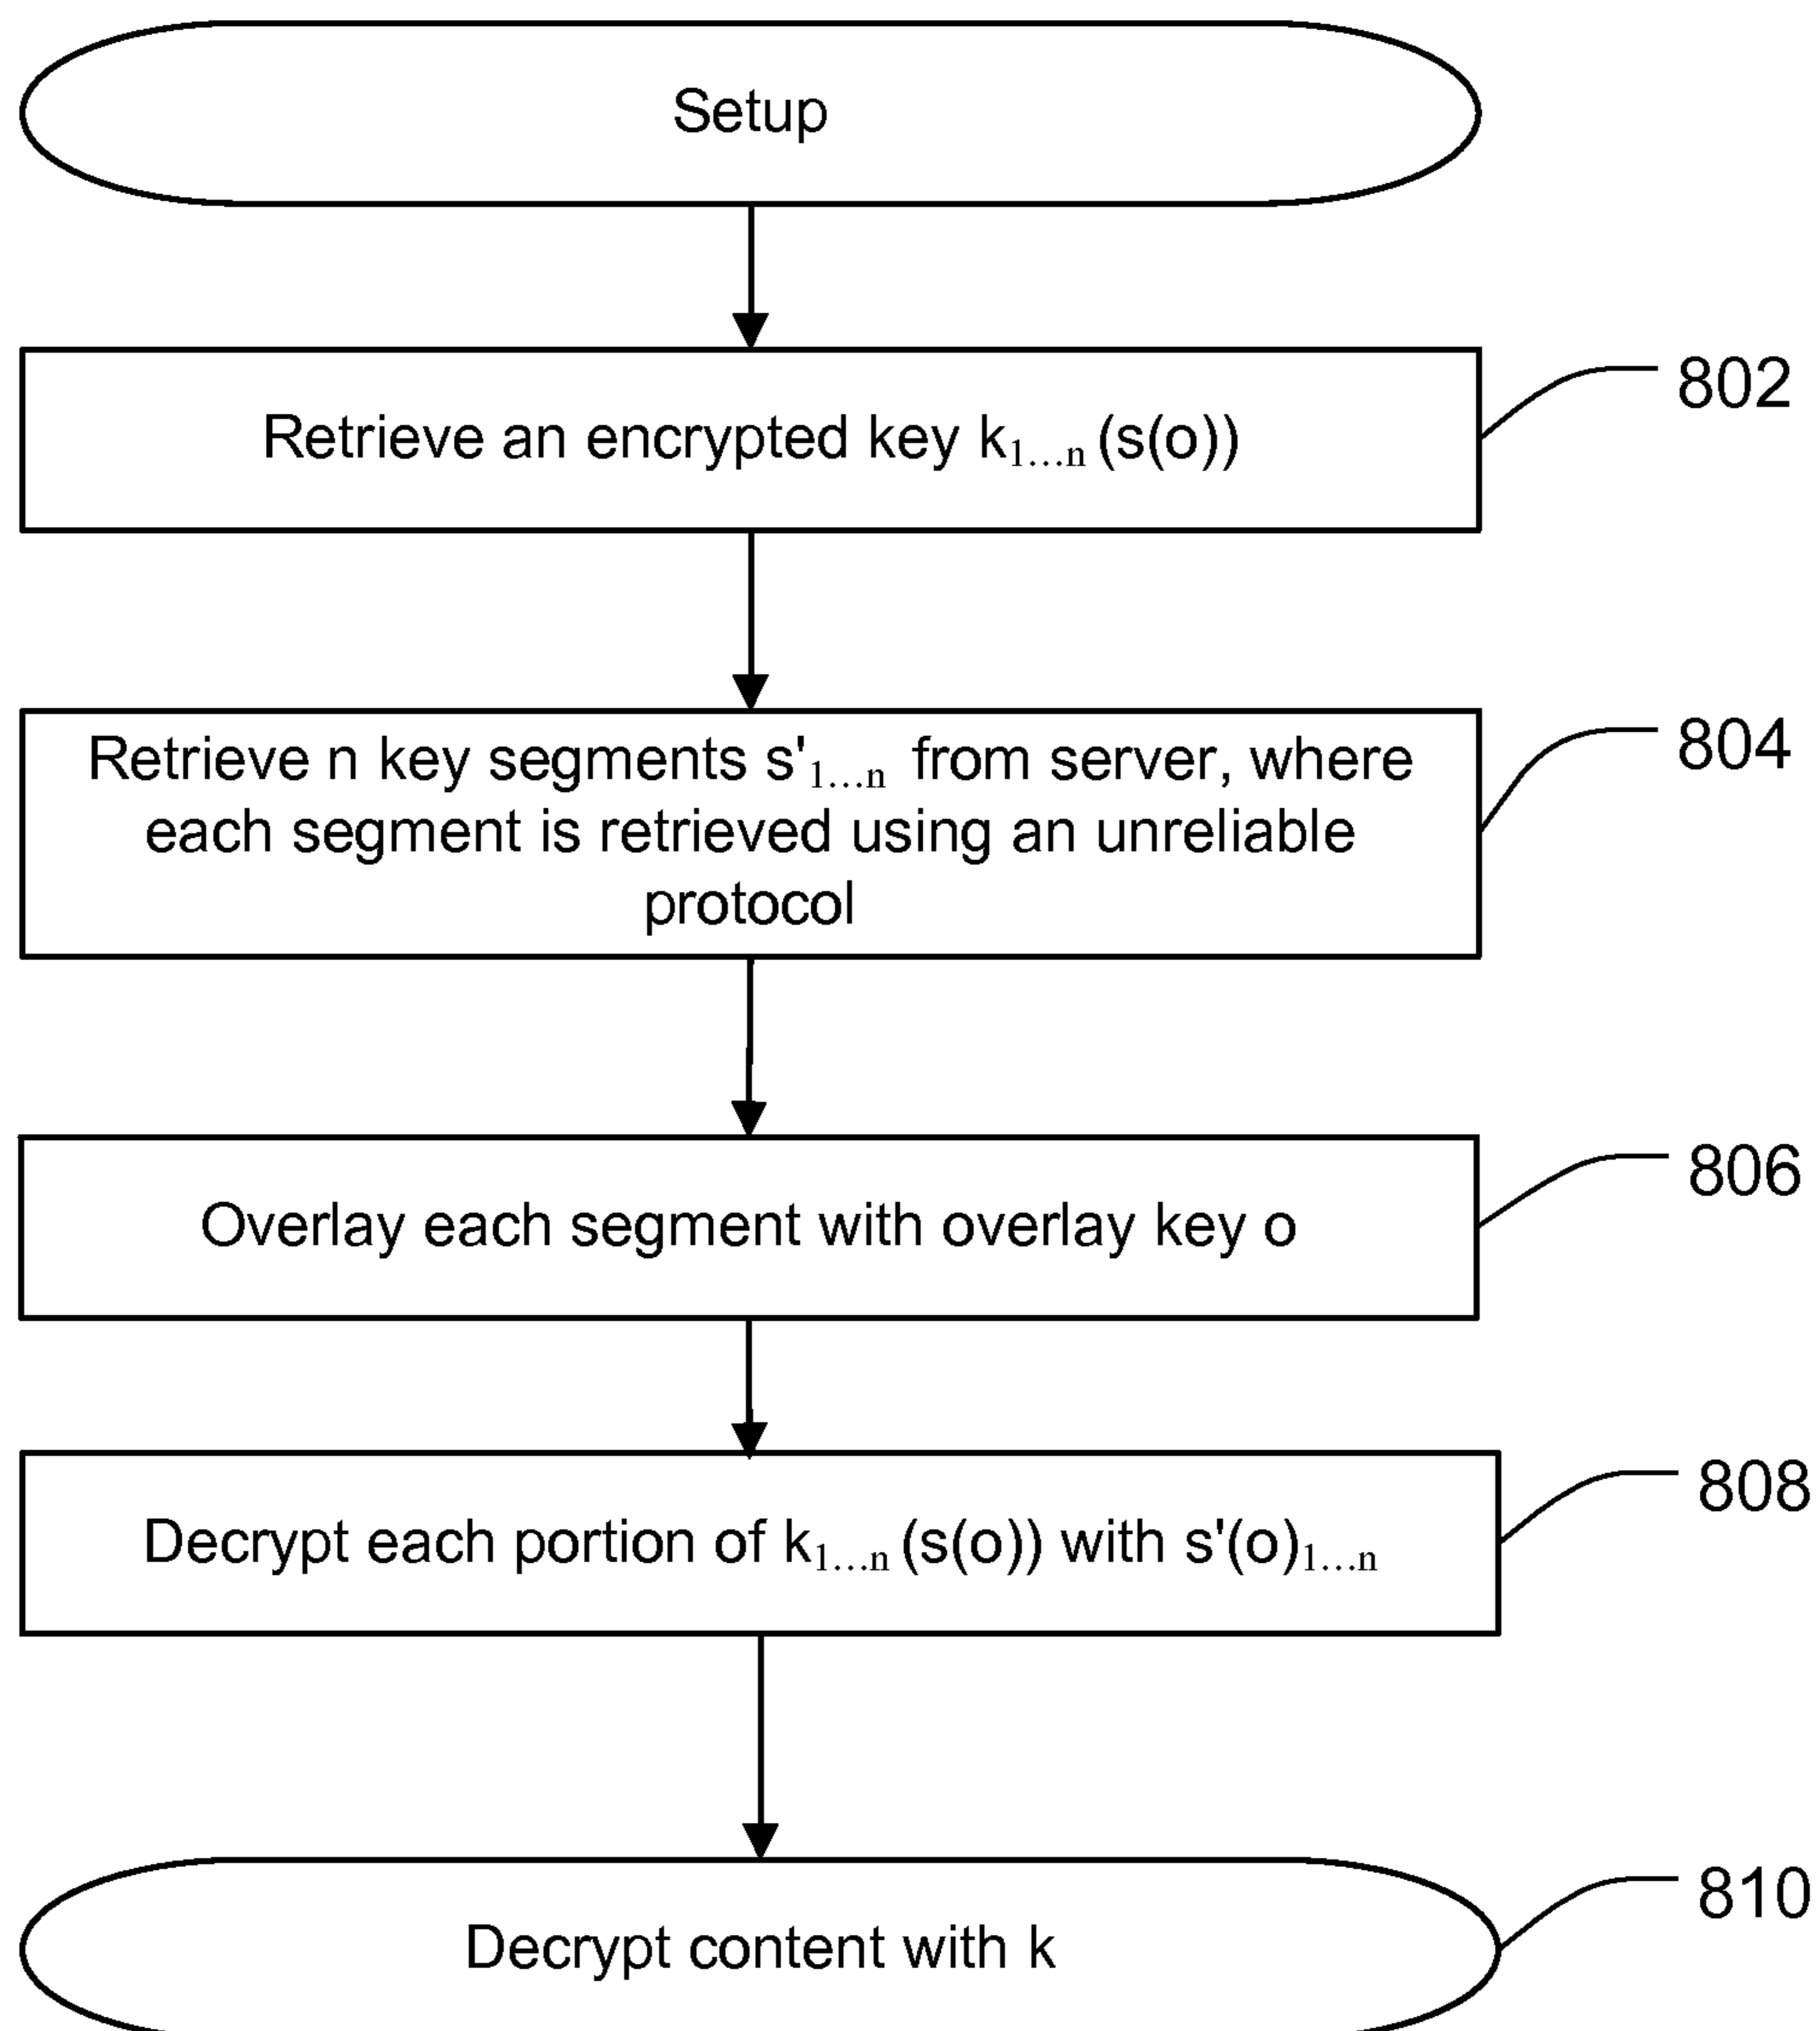 Setup
Retrieve an encrypted key k1...n (s(o))
802
Retrieve n key segments s'1...n from server, where
each segment is retrieved using an unreliable
protocol
804
Overlay each segment with overlay key o
806
Decrypt each portion of k1...n (s(o)) with s'(o)1...n
808
Decrypt content with k
810